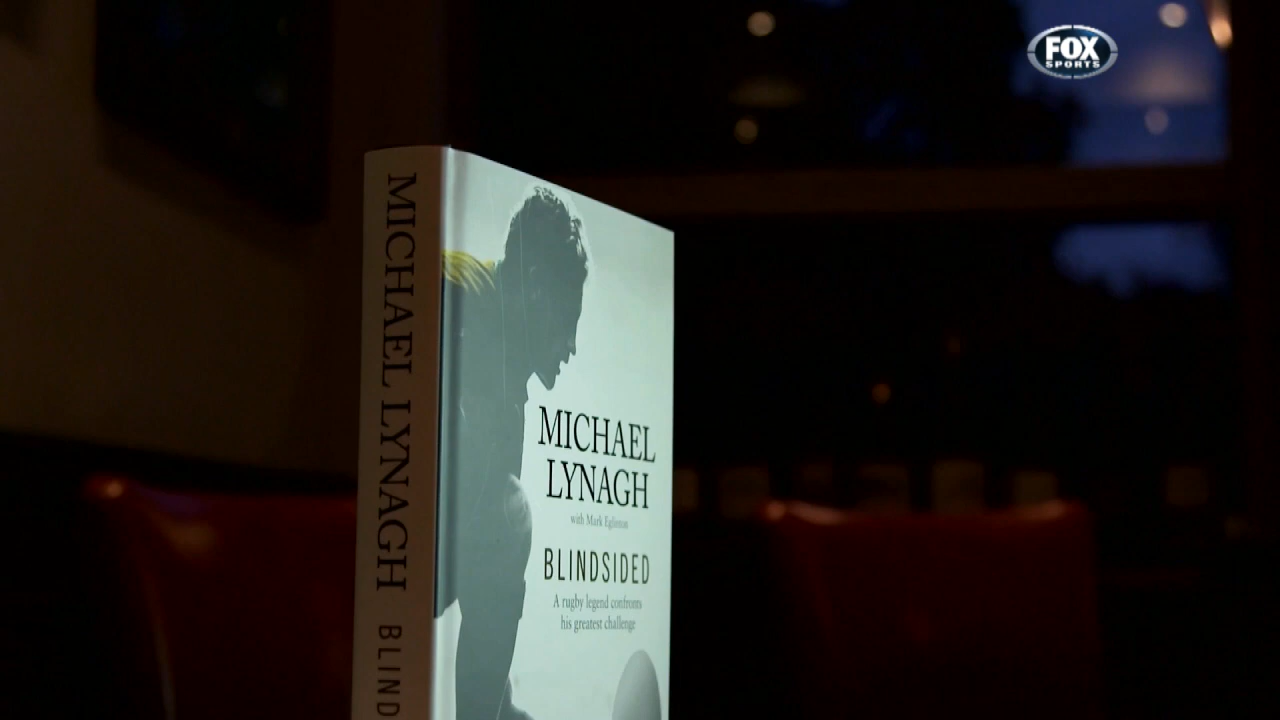 FOX
SPORTS
MICHAEL LYNAGH BLIND
MICHAEL
LYNAGH
with Mark Eglinton
BLINDSIDED
A rugby legend confronts
his greatest challenge